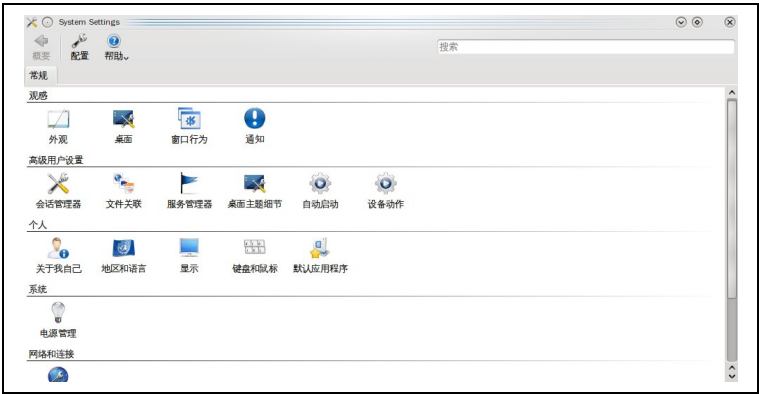 System Settings
概要 配置 帮助 搜索
常规
观感
外观 桌面 窗口行为 通知
高级用户设置
会话管理器 文件关联 服务管理器 桌面主题细节 自动启动 设备动作
个人
关于我自己 地区和语言 显示 键盘和鼠标 默认应用程序
系统
电源管理
网络和连接